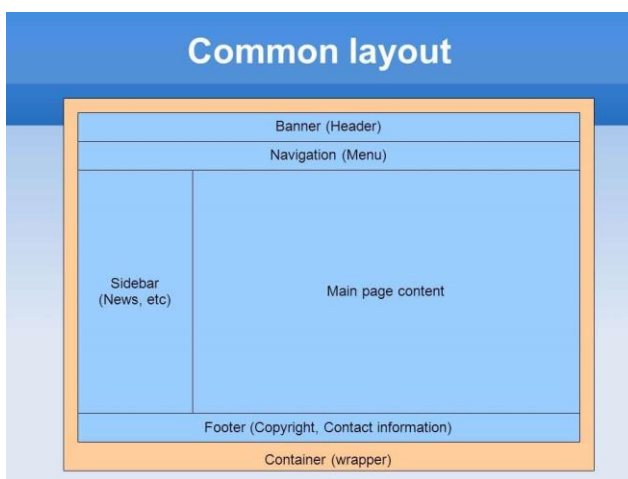 Common layout
Banner (Header)
Navigation (Menu)
Sidebar
(News, etc)
Main page content
Footer (Copyright, Contact information)
Container (wrapper)